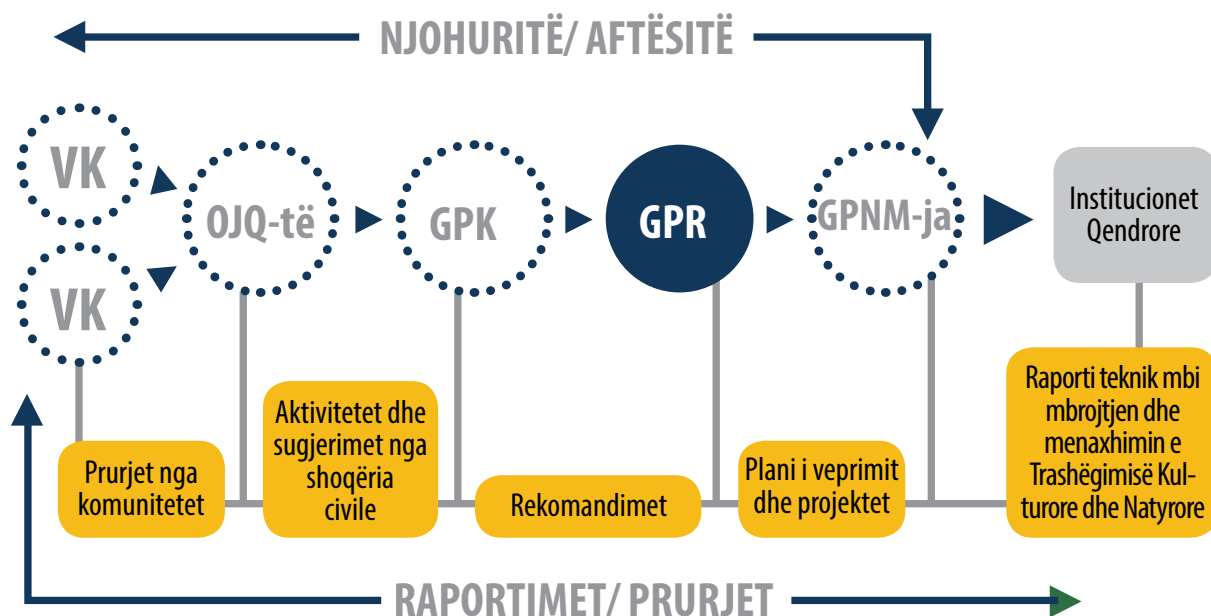 NJOHURITË/ AFTËSITË
VK
VK
OJQ-të
GPK
GPR
GPNM-ja
Institucionet
Qendrore
Prurjet nga
komunitetet
Aktivitetet dhe
sugjerimet nga
shoqëria
civile
Rekomandimet
Plani i veprimit
dhe projektet
Raporti teknik mbi
mbrojtjen dhe
menaxhimin e
Trashëgimisë Kul-
turore dhe Natyrore
RAPORTIMET/ PRURJET